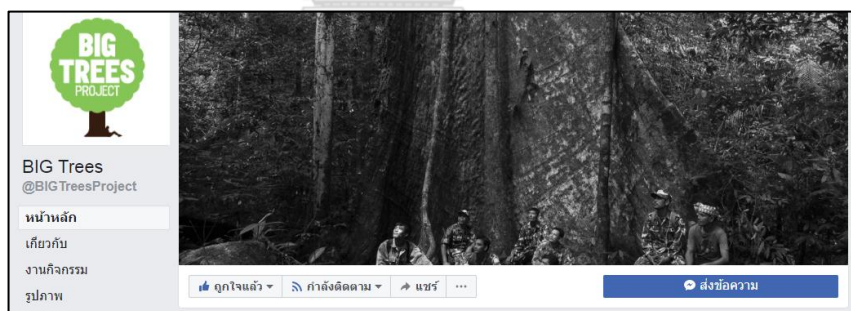 BIG
TREES
PROJECT
BIG Trees
@BIGTreesProject
หน้าหลัก
เกี่ยวกับ
งานกิจกรรม
รูปภาพ
ถูกใจแล้ว
กำลังติดตาม
แชร์
ส่งข้อความ